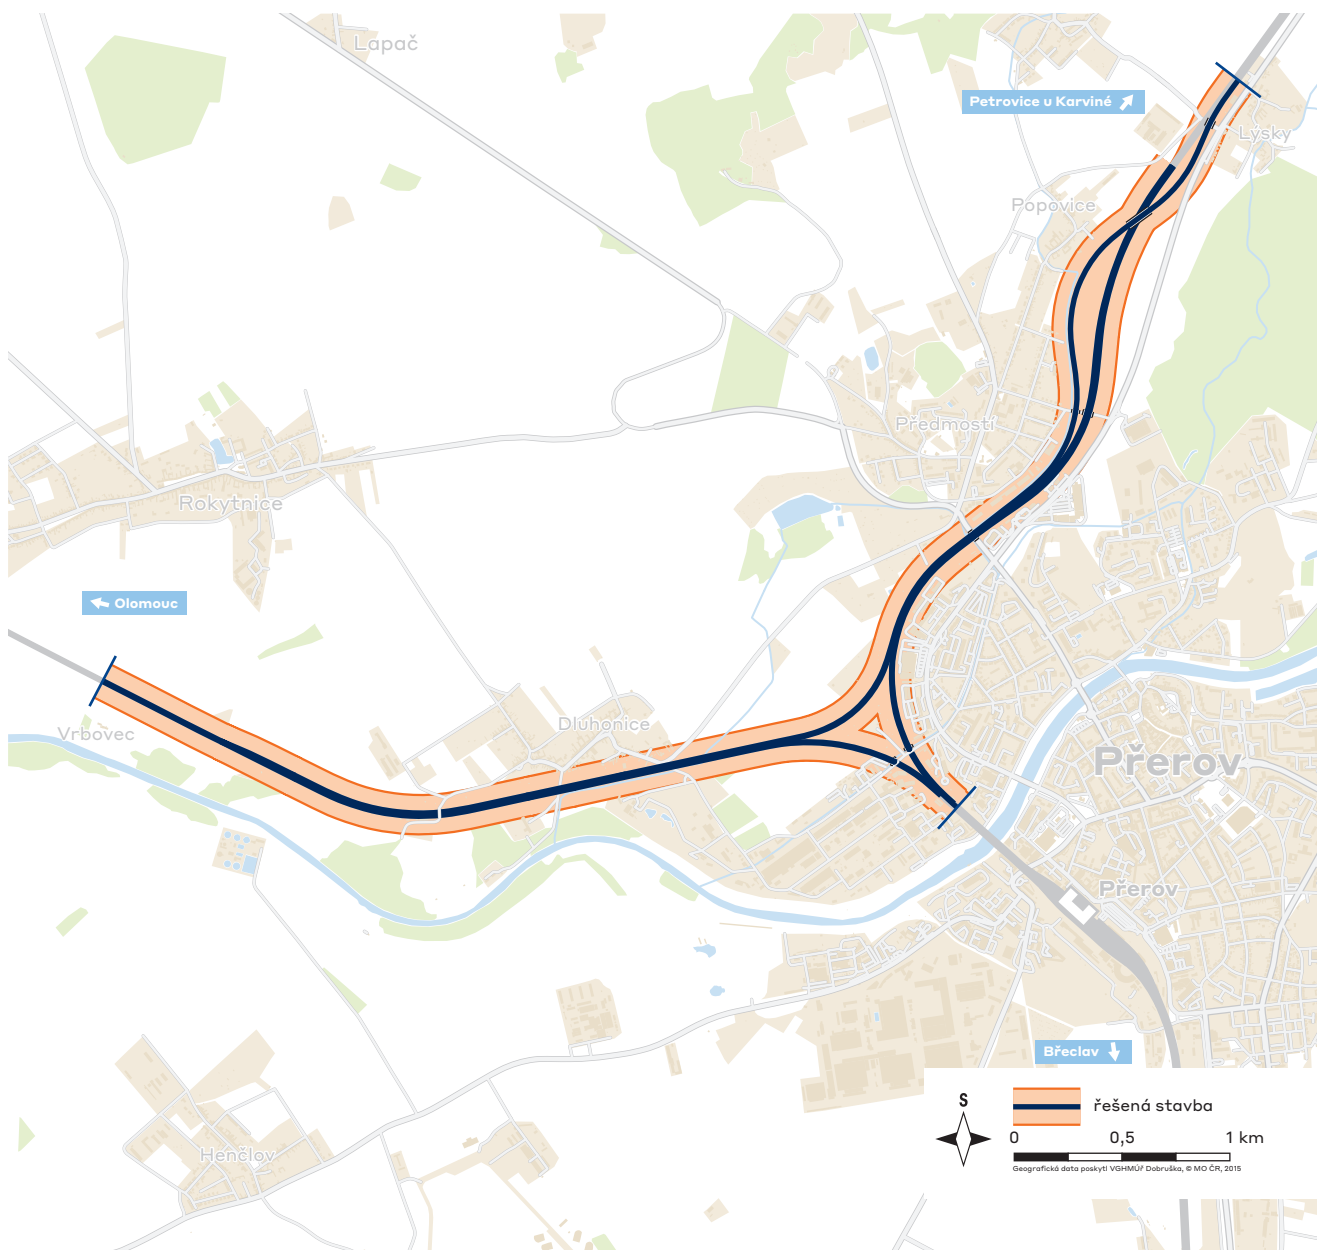 Lapač
Petrovice u Karviné
Lýsky
Popovice
Předmostí
Rokytnice
Olomouc
Vrbovec
Dluhonice
Přerov
Přerov
Břeclav
Henčlov
S
řešená stavba
0 0,5 1 km
Geografická data poskytl VGHMÚř Dobruška, © MO ČR, 2015